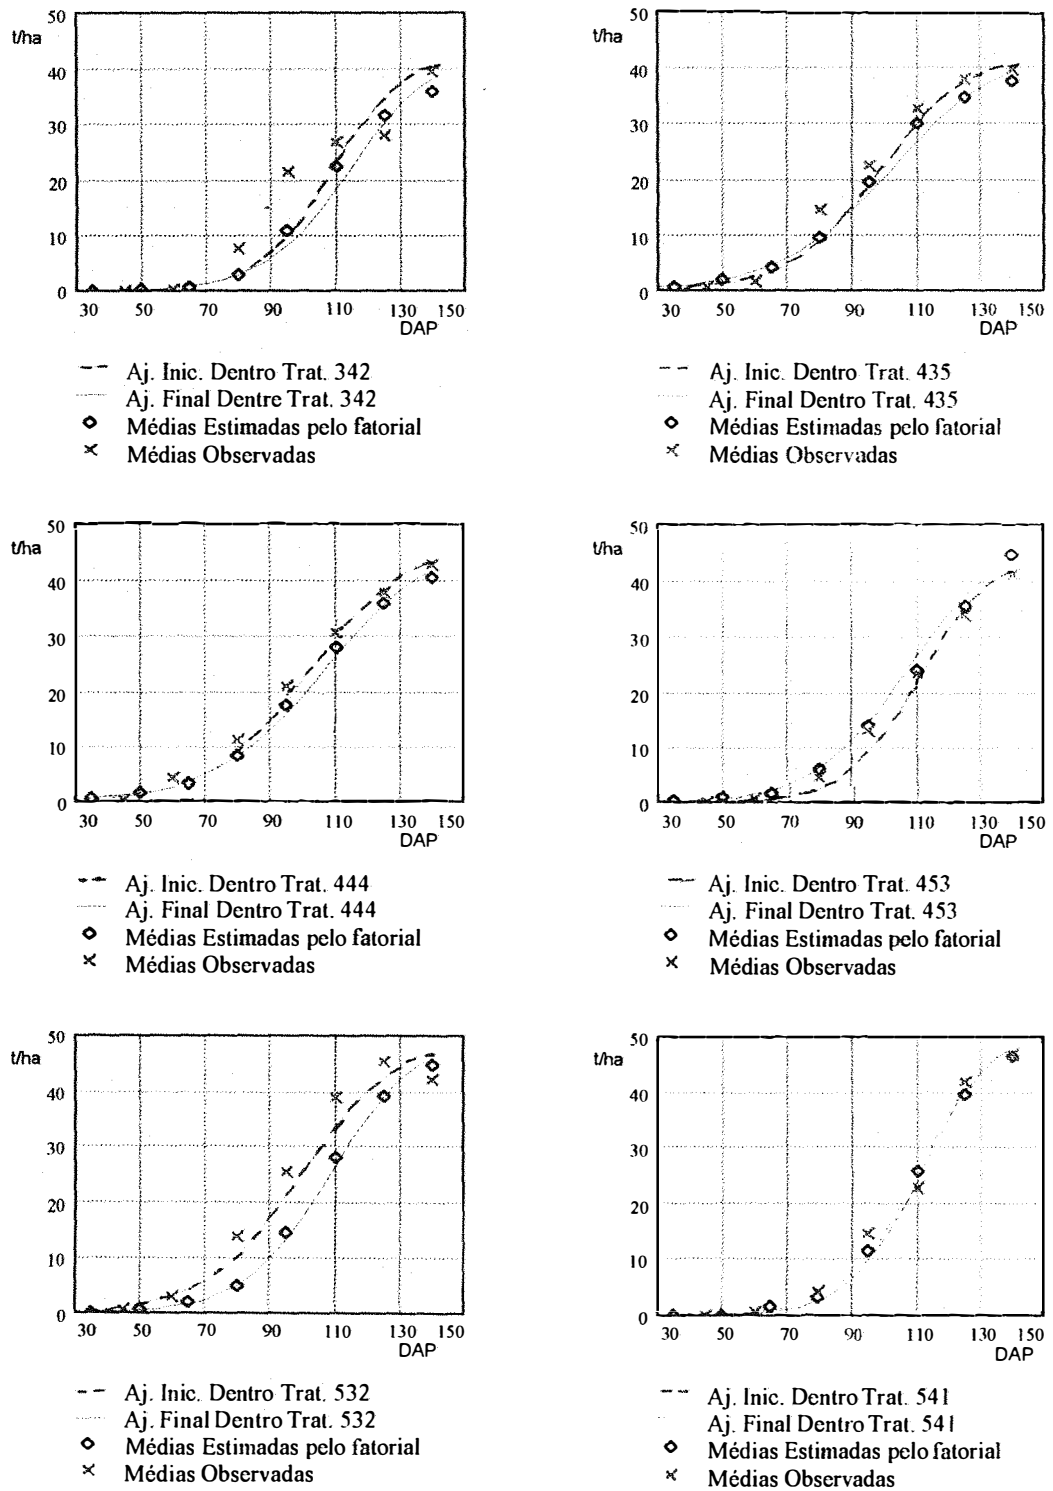 50
t/ha
40
30
20
10
0
30 50 70 90 110 130 150
DAP
Aj. Inic. Dentro Trat. 342
Aj. Final Dentre Trat. 342
Médias Estimadas pelo fatorial
Médias Observadas
50
t/ha
40
30
20
10
0
30 50 70 90 110 130 150
DAP
Aj. Inic. Dentro Trat. 435
Aj. Final Dentro Trat. 435
Médias Estimadas pelo fatorial
Médias Observadas
50
t/ha
40
30
20
10
0
30 50 70 90 110 130 150
DAP
Aj. Inic. Dentro Trat. 444
Aj. Final Dentro Trat. 444
Médias Estimadas pelo fatorial
Médias Observadas
50
t/ha
40
30
20
10
0
30 50 70 90 110 130 150
DAP
Aj. Inic. Dentro Trat. 453
Aj. Final Dentro Trat. 453
Médias Estimadas pelo fatorial
Médias Observadas
50
t/ha
40
30
20
10
0
30 50 70 90 110 130 150
DAP
Aj. Inic. Dentro Trat. 532
Aj. Final Dentro Trat. 532
Médias Estimadas pelo fatorial
Médias Observadas
50
t/ha
40
30
20
10
0
30 50 70 90 110 130 150
DAP
Aj. Inic. Dentro Trat. 541
Aj. Final Dentro Trat. 541
Médias Estimadas pelo fatorial
Médias Observadas